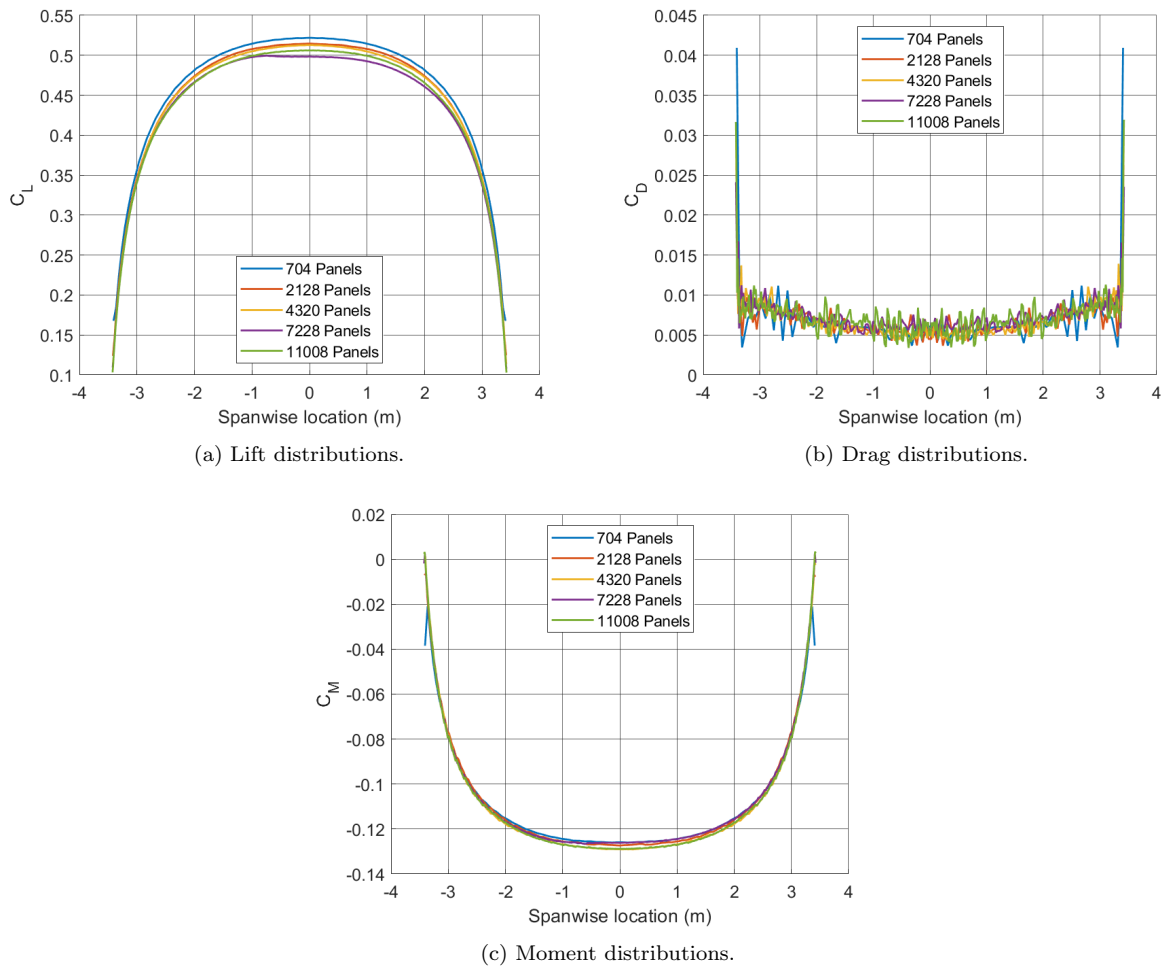 0.55
0.5
0.45
0.4
0.35
0.3
0.25
0.2
0.15
0.1
C_L
-4 -3 -2 -1 0 1 2 3 4
Spanwise location (m)
704 Panels
2128 Panels
4320 Panels
7228 Panels
11008 Panels
(a) Lift distributions.
0.045
0.04
0.035
0.03
0.025
0.02
0.015
0.01
0.005
0
C_D
-4 -3 -2 -1 0 1 2 3 4
Spanwise location (m)
704 Panels
2128 Panels
4320 Panels
7228 Panels
11008 Panels
(b) Drag distributions.
0.02
0
-0.02
-0.04
-0.06
-0.08
-0.1
-0.12
-0.14
C_M
-4 -3 -2 -1 0 1 2 3 4
Spanwise location (m)
704 Panels
2128 Panels
4320 Panels
7228 Panels
11008 Panels
(c) Moment distributions.